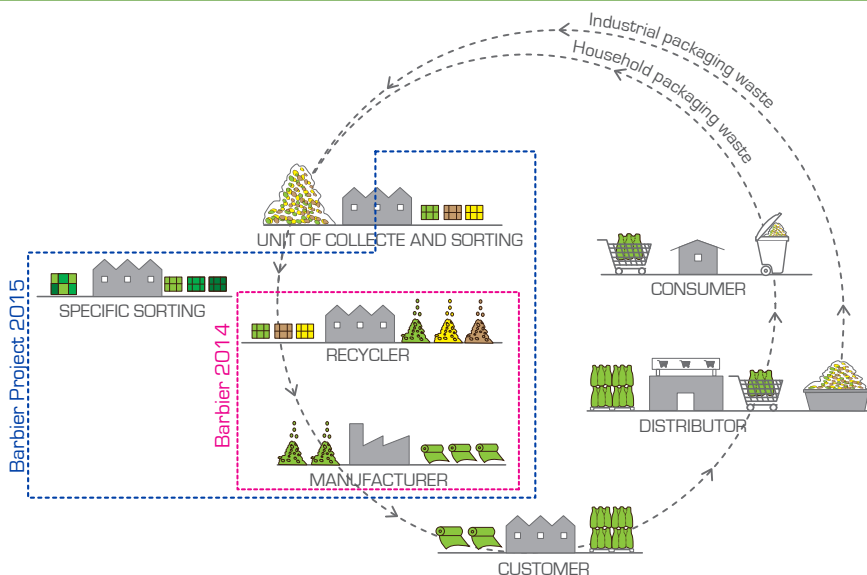 Industrial packaging waste
Household packaging waste
UNIT OF COLLECTE AND SORTING
CONSUMER
SPECIFIC SORTING
RECYCLER
DISTRIBUTOR
MANUFACTURER
CUSTOMER
Barbier Project 2015
Barbier 2014